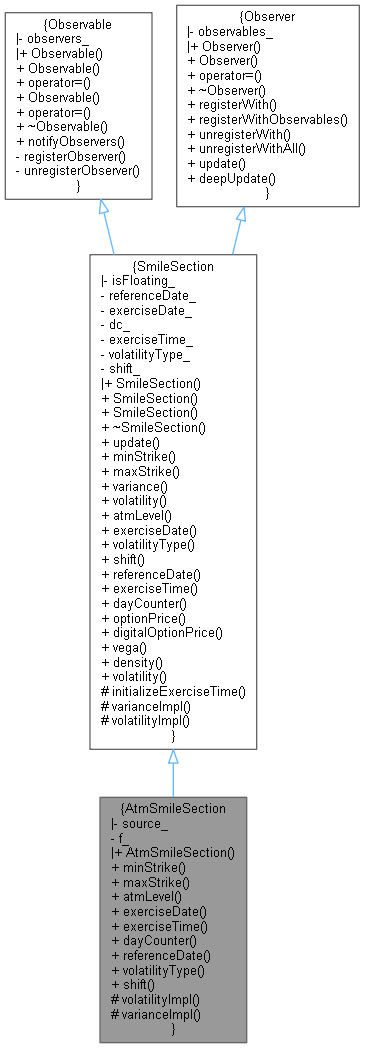 {Observable
|- observers_
|+ Observable()
+ Observable()
+ operator=()
+ Observable()
+ operator=()
+ ~Observable()
+ notifyObservers()
- registerObserver()
- unregisterObserver()
}
{Observer
|- observables_
|+ Observer()
+ Observer()
+ operator=()
+ ~Observer()
+ registerWith()
+ registerWithObservables()
+ unregisterWith()
+ unregisterWithAll()
+ update()
+ deepUpdate()
}
{SmileSection
|- isFloating_
- referenceDate_
- exerciseDate_
- dc_
- exerciseTime_
- volatilityType_
- shift_
|+ SmileSection()
+ SmileSection()
+ SmileSection()
+ ~SmileSection()
+ update()
+ minStrike()
+ maxStrike()
+ variance()
+ volatility()
+ atmLevel()
+ exerciseDate()
+ volatilityType()
+ shift()
+ referenceDate()
+ exerciseTime()
+ dayCounter()
+ optionPrice()
+ digitalOptionPrice()
+ vega()
+ density()
+ volatility()
# initializeExerciseTime()
# varianceImpl()
# volatilityImpl()
}
{AtmSmileSection
|- source_
- f_
|+ AtmSmileSection()
+ minStrike()
+ maxStrike()
+ atmLevel()
+ exerciseDate()
+ exerciseTime()
+ dayCounter()
+ referenceDate()
+ volatilityType()
+ shift()
# volatilityImpl()
# varianceImpl()
}